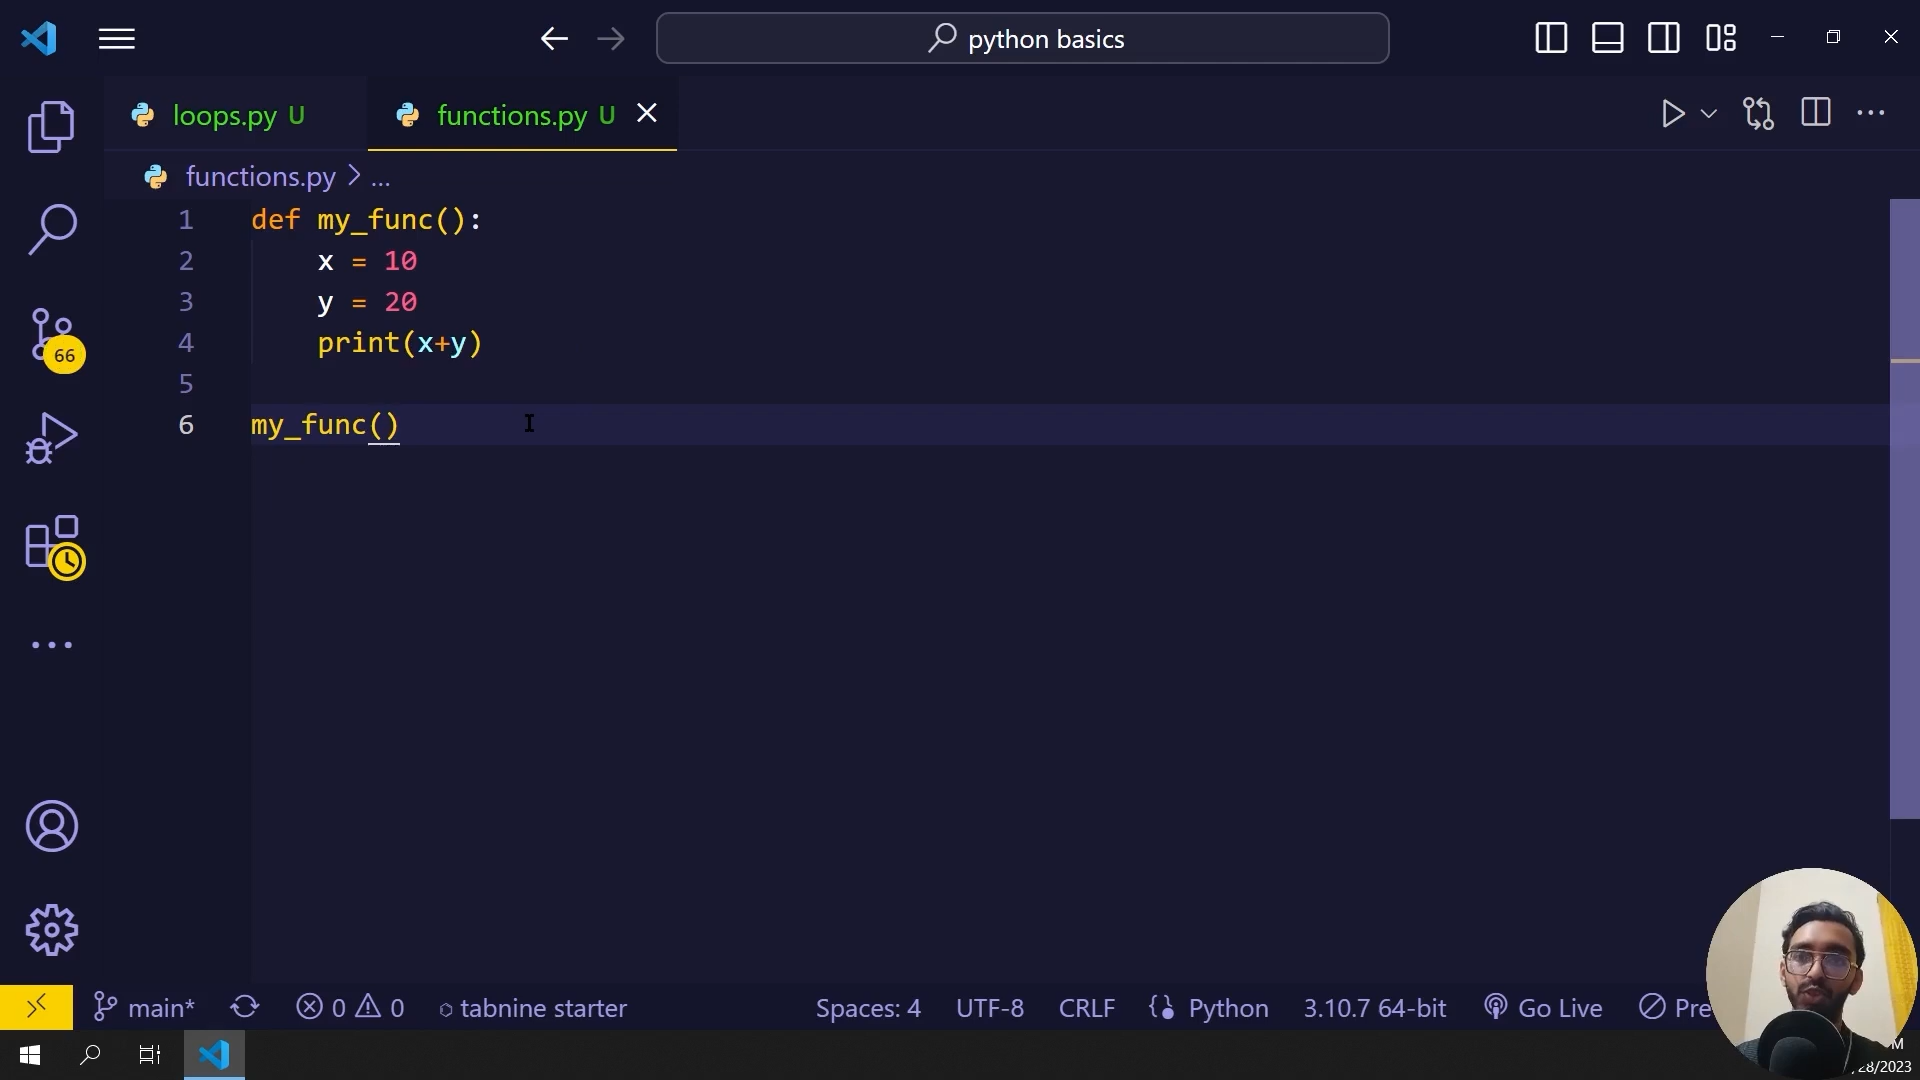 python basics
loops.py U
functions.py U
functions.py > ...
1 def my_func():
2     x = 10
3     y = 20
4     print(x+y)
5
6 my_func()
66
main* 0 0 tabnine starter Spaces: 4 UTF-8 CRLF Python 3.10.7 64-bit Go Live
M
28/2023